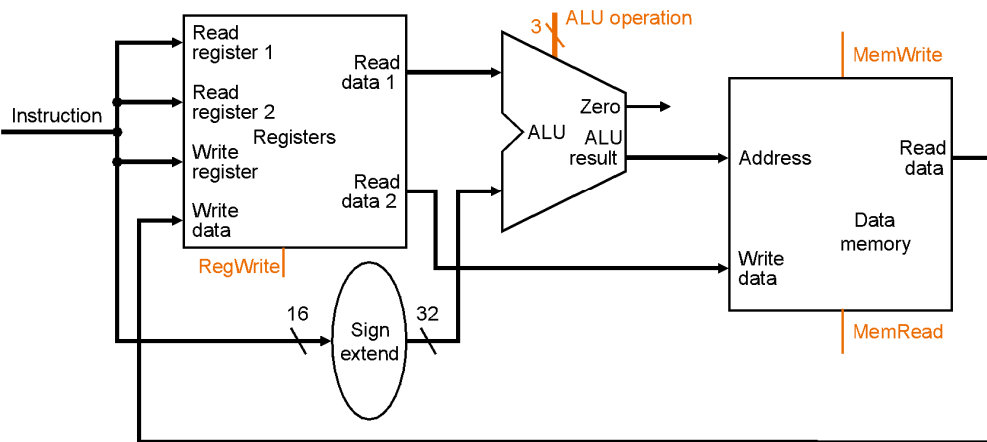 3
ALU operation
Read
register 1
Read
data 1
MemWrite
Instruction
Read
register 2
Registers
Zero
ALU
ALU
result
Write
register
Address
Read
data
Read
data 2
Write
data
Data
memory
RegWrite
Write
data
16
Sign
extend
32
MemRead